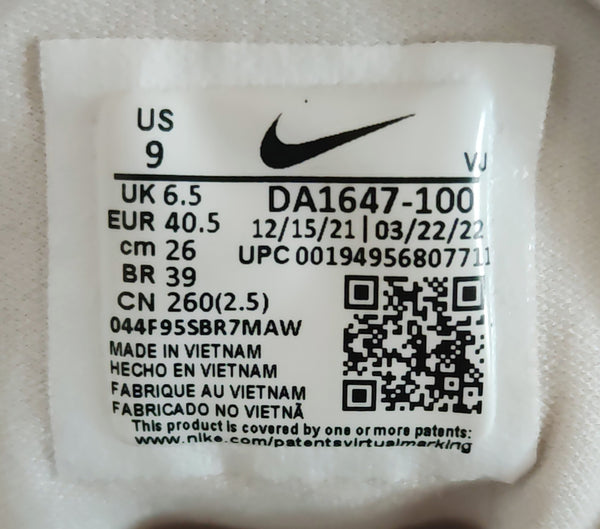 US
9
VJ
UK 6.5
DA1647-100
EUR 40.5
12/15/21 | 03/22/22
cm 26
UPC 00194956807711
BR 39
CN 260(2.5)
044F95SBR7MAW
MADE IN VIETNAM
HECHO EN VIETNAM
FABRIQUE AU VIETNAM
FABRICADO NO VIETNÃ
This product is covered by one or more patents:
www.nike.com/patentsvirtualmarking